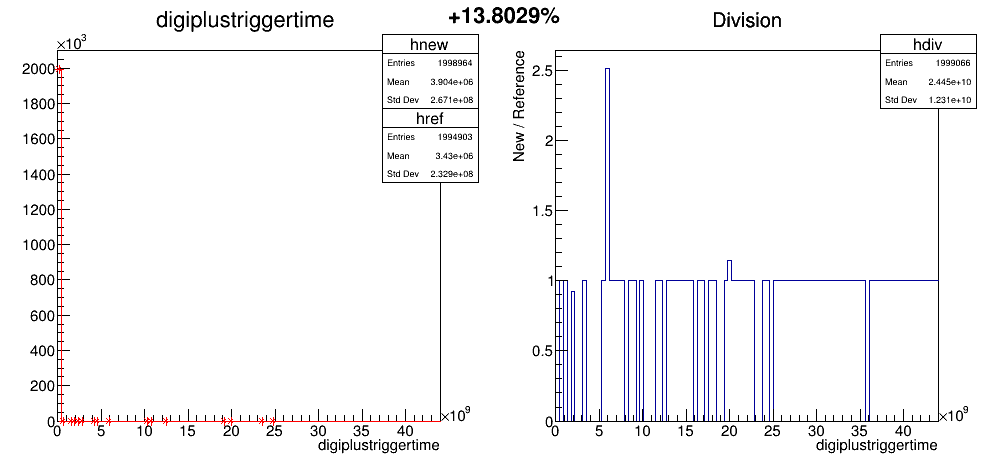 digiplustriggertime
+13.8029%
Division
×10³
hnew
Entries 1998964
Mean 3.904e+06
Std Dev 2.671e+08
href
Entries 1994903
Mean 3.43e+06
Std Dev 2.329e+08
2000
1800
1600
1400
1200
1000
800
600
400
200
0
0 5 10 15 20 25 30 35 40
×10⁹
digiplustriggertime
New / Reference
hdiv
Entries 1999066
Mean 2.445e+10
Std Dev 1.231e+10
2.5
2
1.5
1
0.5
0
0 5 10 15 20 25 30 35 40
×10⁹
digiplustriggertime